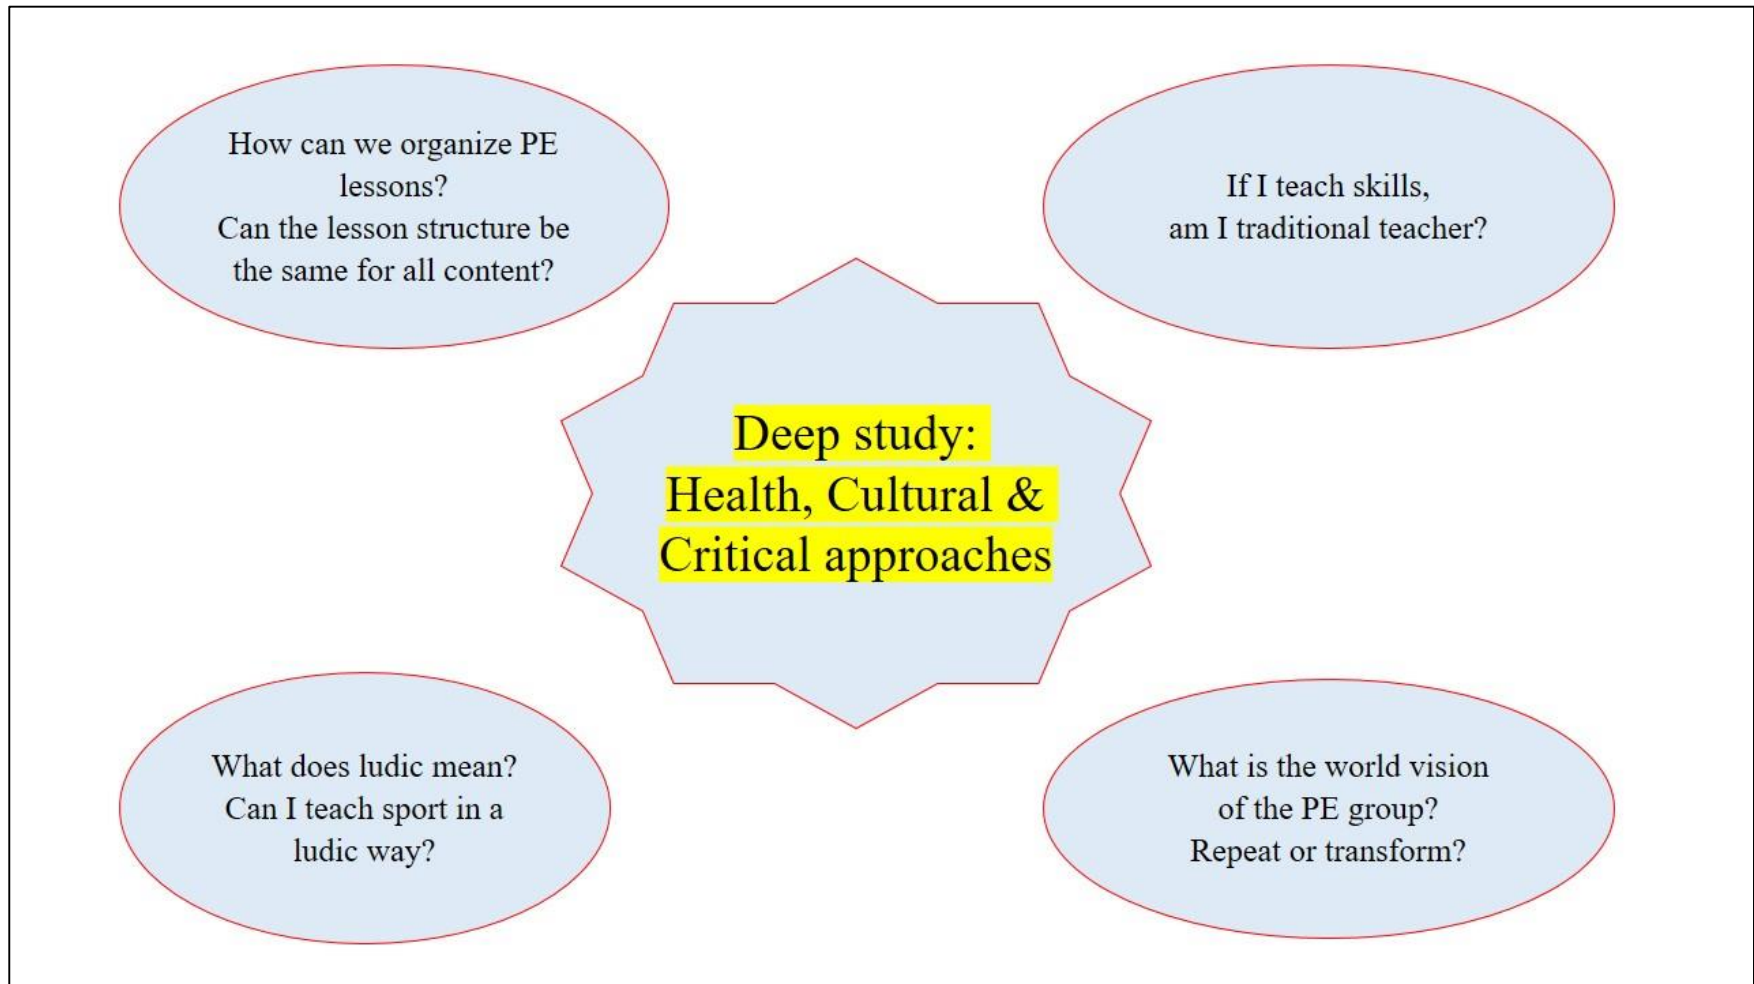 How can we organize PE
lessons?
Can the lesson structure be
the same for all content?
If I teach skills,
am I traditional teacher?
Deep study:
Health, Cultural &
Critical approaches
What does ludic mean?
Can I teach sport in a
ludic way?
What is the world vision
of the PE group?
Repeat or transform?